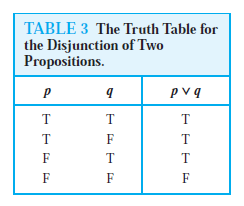 TABLE 3 The Truth Table for
the Disjunction of Two
Propositions.
p q p ∨ q
T T T
T F T
F T T
F F F